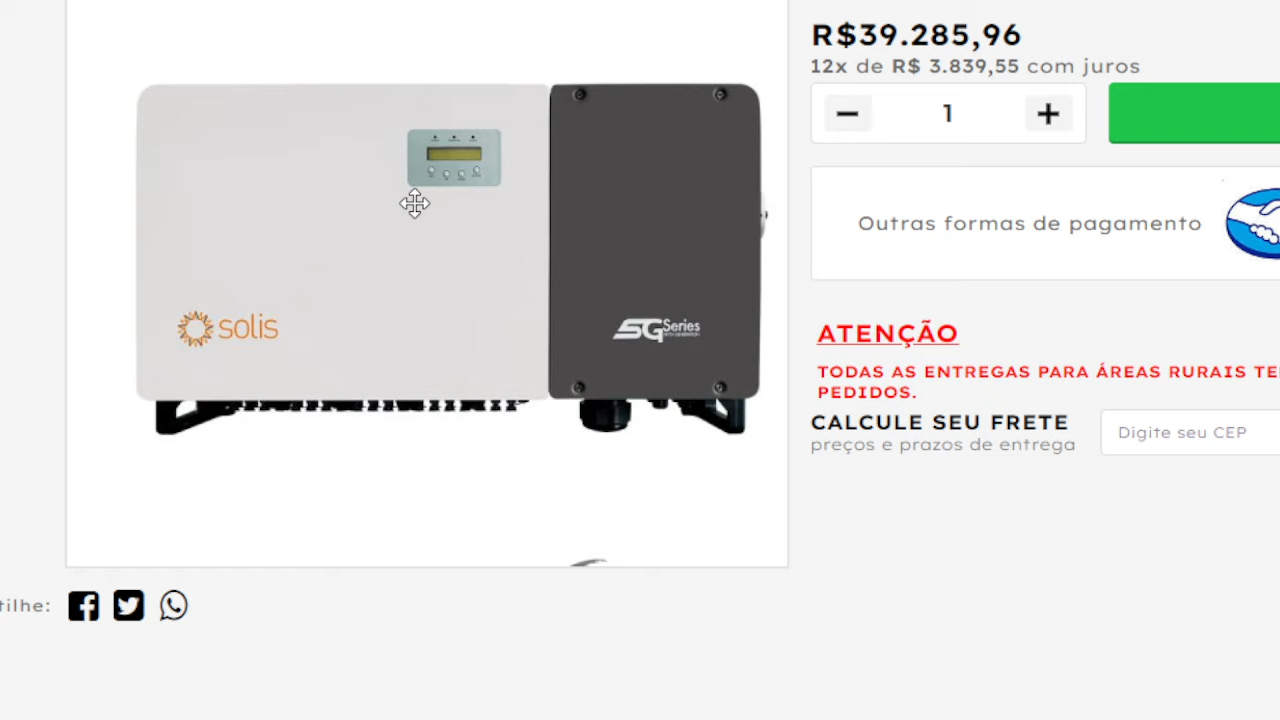 R$39.285,96
12x de R$ 3.839,55 com juros
1
Outras formas de pagamento
ATENÇÃO
TODAS AS ENTREGAS PARA ÁREAS RURAIS
PEDIDOS.
CALCULE SEU FRETE
preços e prazos de entrega
Digite seu CEP
solis
5G Series
tilhe: